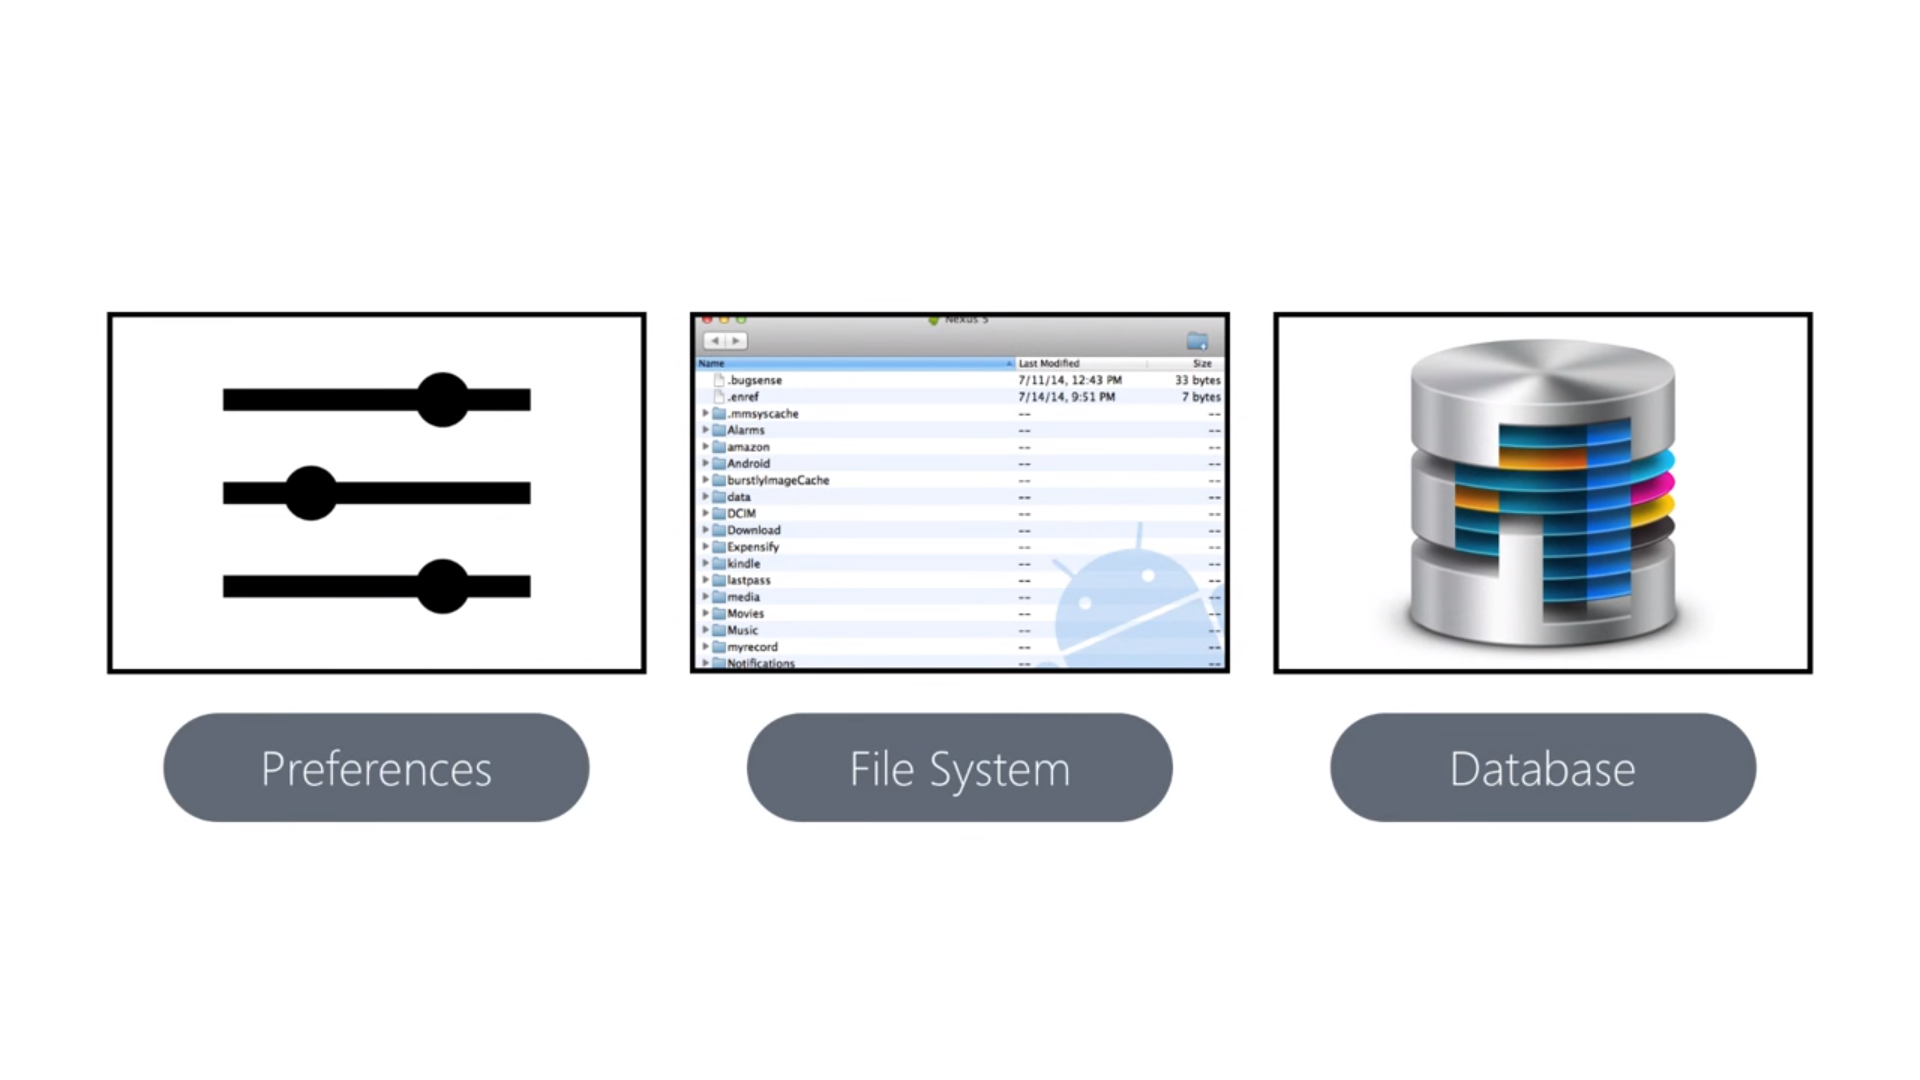 Nexus 5
Name Last Modified Size
.bugsense 7/11/14, 12:43 PM 33 bytes
.enref 7/14/14, 9:51 PM 7 bytes
.mmsyscache -- --
Alarms -- --
amazon -- --
Android -- --
burstlyImageCache -- --
data -- --
DCIM -- --
Download -- --
Expensify -- --
kindle -- --
lastpass -- --
media -- --
Movies -- --
Music -- --
myrecord -- --
Notifications -- --
Preferences
File System
Database